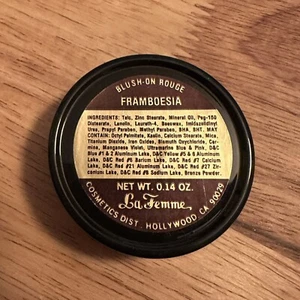 BLUSH-ON ROUGE
FRAMBOESIA
INGREDIENTS: Talc, Zinc Stearate, Mineral Oil, Peg-150
Distearate, Lanolin, Laureth-4, Beeswax, Imidazolidinyl
Urea, Propyl Paraben, Methyl Paraben, BHA, BHT, MAY
CONTAIN: Octyl Palmitate, Kaolin, Calcium Stearate, Mica,
Titanium Dioxide, Iron Oxides, Bismuth Oxychloride, Car-
mine, Manganese Violet, Ultramarine Blue & Pink, D&C
Blue #1 & 2 Aluminum Lake, D&C Yellow #5 & 6 Aluminum
Lake, D&C Red #6 Barium Lake, D&C Red #7 Calcium
Lake, D&C Red #21 Aluminum Lake, D&C Red #27 Zir-
conium Lake, D&C Red #9 Sodium Lake, Bronze Powder.
NET WT. 0.14 OZ.
La Femme
COSMETICS DIST. HOLLYWOOD CA 90029